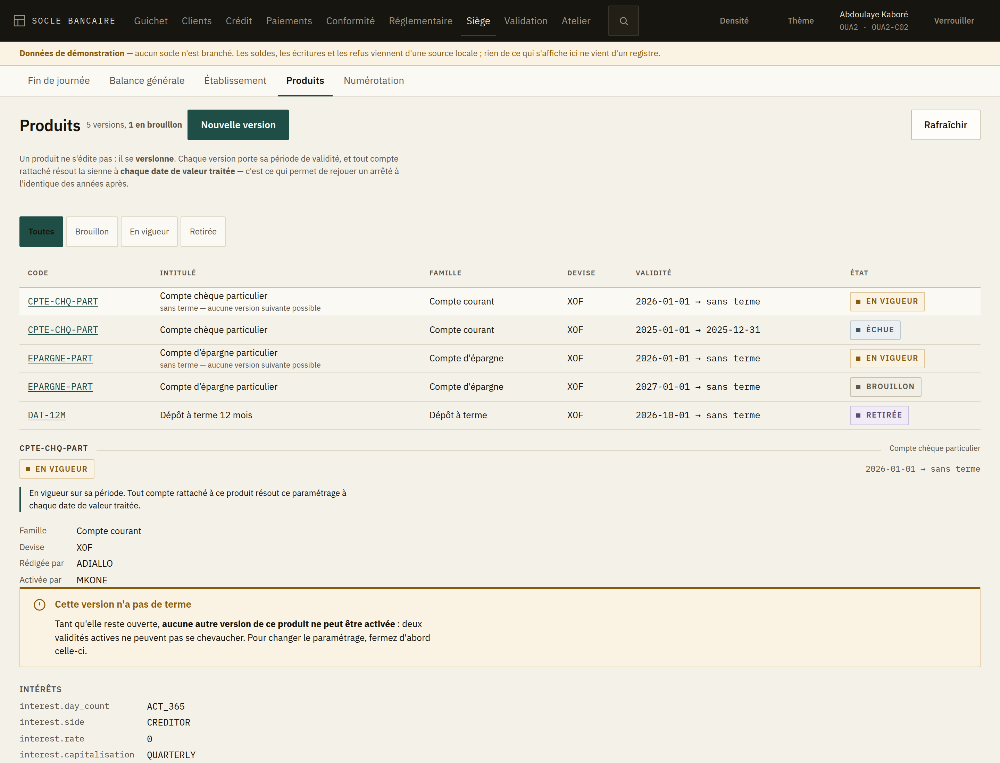 SOCLE BANCAIRE Guichet Clients Crédit Paiements Conformité Réglementaire Siège Validation Atelier Densité Thème Abdoulaye Kaboré Verrouiller
OUA2 · OUA2-C02
Données de démonstration — aucun socle n'est branché. Les soldes, les écritures et les refus viennent d'une source locale ; rien de ce qui s'affiche ici ne vient d'un registre.
Fin de journée Balance générale Établissement Produits Numérotation
Produits 5 versions, 1 en brouillon Nouvelle version Rafraîchir
Un produit ne s'édite pas : il se versionne. Chaque version porte sa période de validité, et tout compte
rattaché résout la sienne à chaque date de valeur traitée — c'est ce qui permet de rejouer un arrêté à
l'identique des années après.
Toutes Brouillon En vigueur Retirée
CODE INTITULÉ FAMILLE DEVISE VALIDITÉ ÉTAT
CPTE-CHQ-PART Compte chèque particulier Compte courant XOF 2026-01-01 → sans terme EN VIGUEUR
sans terme — aucune version suivante possible
CPTE-CHQ-PART Compte chèque particulier Compte courant XOF 2025-01-01 → 2025-12-31 ÉCHUE
EPARGNE-PART Compte d’épargne particulier Compte d'épargne XOF 2026-01-01 → sans terme EN VIGUEUR
sans terme — aucune version suivante possible
EPARGNE-PART Compte d’épargne particulier Compte d'épargne XOF 2027-01-01 → sans terme BROUILLON
DAT-12M Dépôt à terme 12 mois Dépôt à terme XOF 2026-10-01 → sans terme RETIRÉE
CPTE-CHQ-PART Compte chèque particulier
EN VIGUEUR 2026-01-01 → sans terme
En vigueur sur sa période. Tout compte rattaché à ce produit résout ce paramétrage à
chaque date de valeur traitée.
Famille Compte courant
Devise XOF
Rédigée par ADIALLO
Activée par MKONE
Cette version n'a pas de terme
Tant qu'elle reste ouverte, aucune autre version de ce produit ne peut être activée : deux
validités actives ne peuvent pas se chevaucher. Pour changer le paramétrage, fermez d'abord
celle-ci.
INTÉRÊTS
interest.day_count ACT_365
interest.side CREDITOR
interest.rate 0
interest.capitalisation QUARTERLY